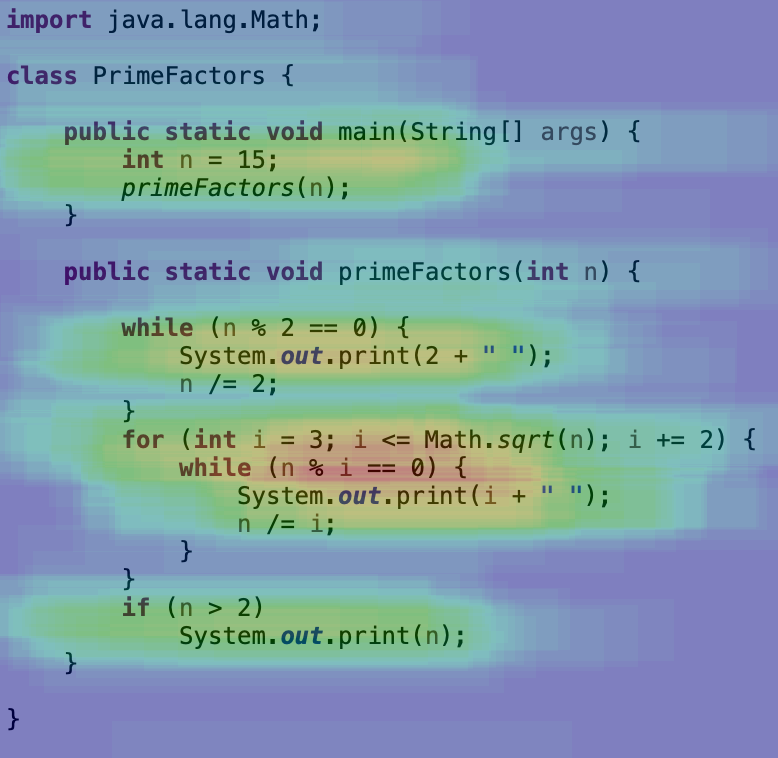 import java.lang.Math;
class PrimeFactors {
public static void main(String[] args) {
int n = 15;
primeFactors(n);
}
public static void primeFactors(int n) {
while (n % 2 == 0) {
System.out.print(2 + " ");
n /= 2;
}
for (int i = 3; i <= Math.sqrt(n); i += 2) {
while (n % i == 0) {
System.out.print(i + " ");
n /= i;
}
}
if (n > 2)
System.out.print(n);
}
}